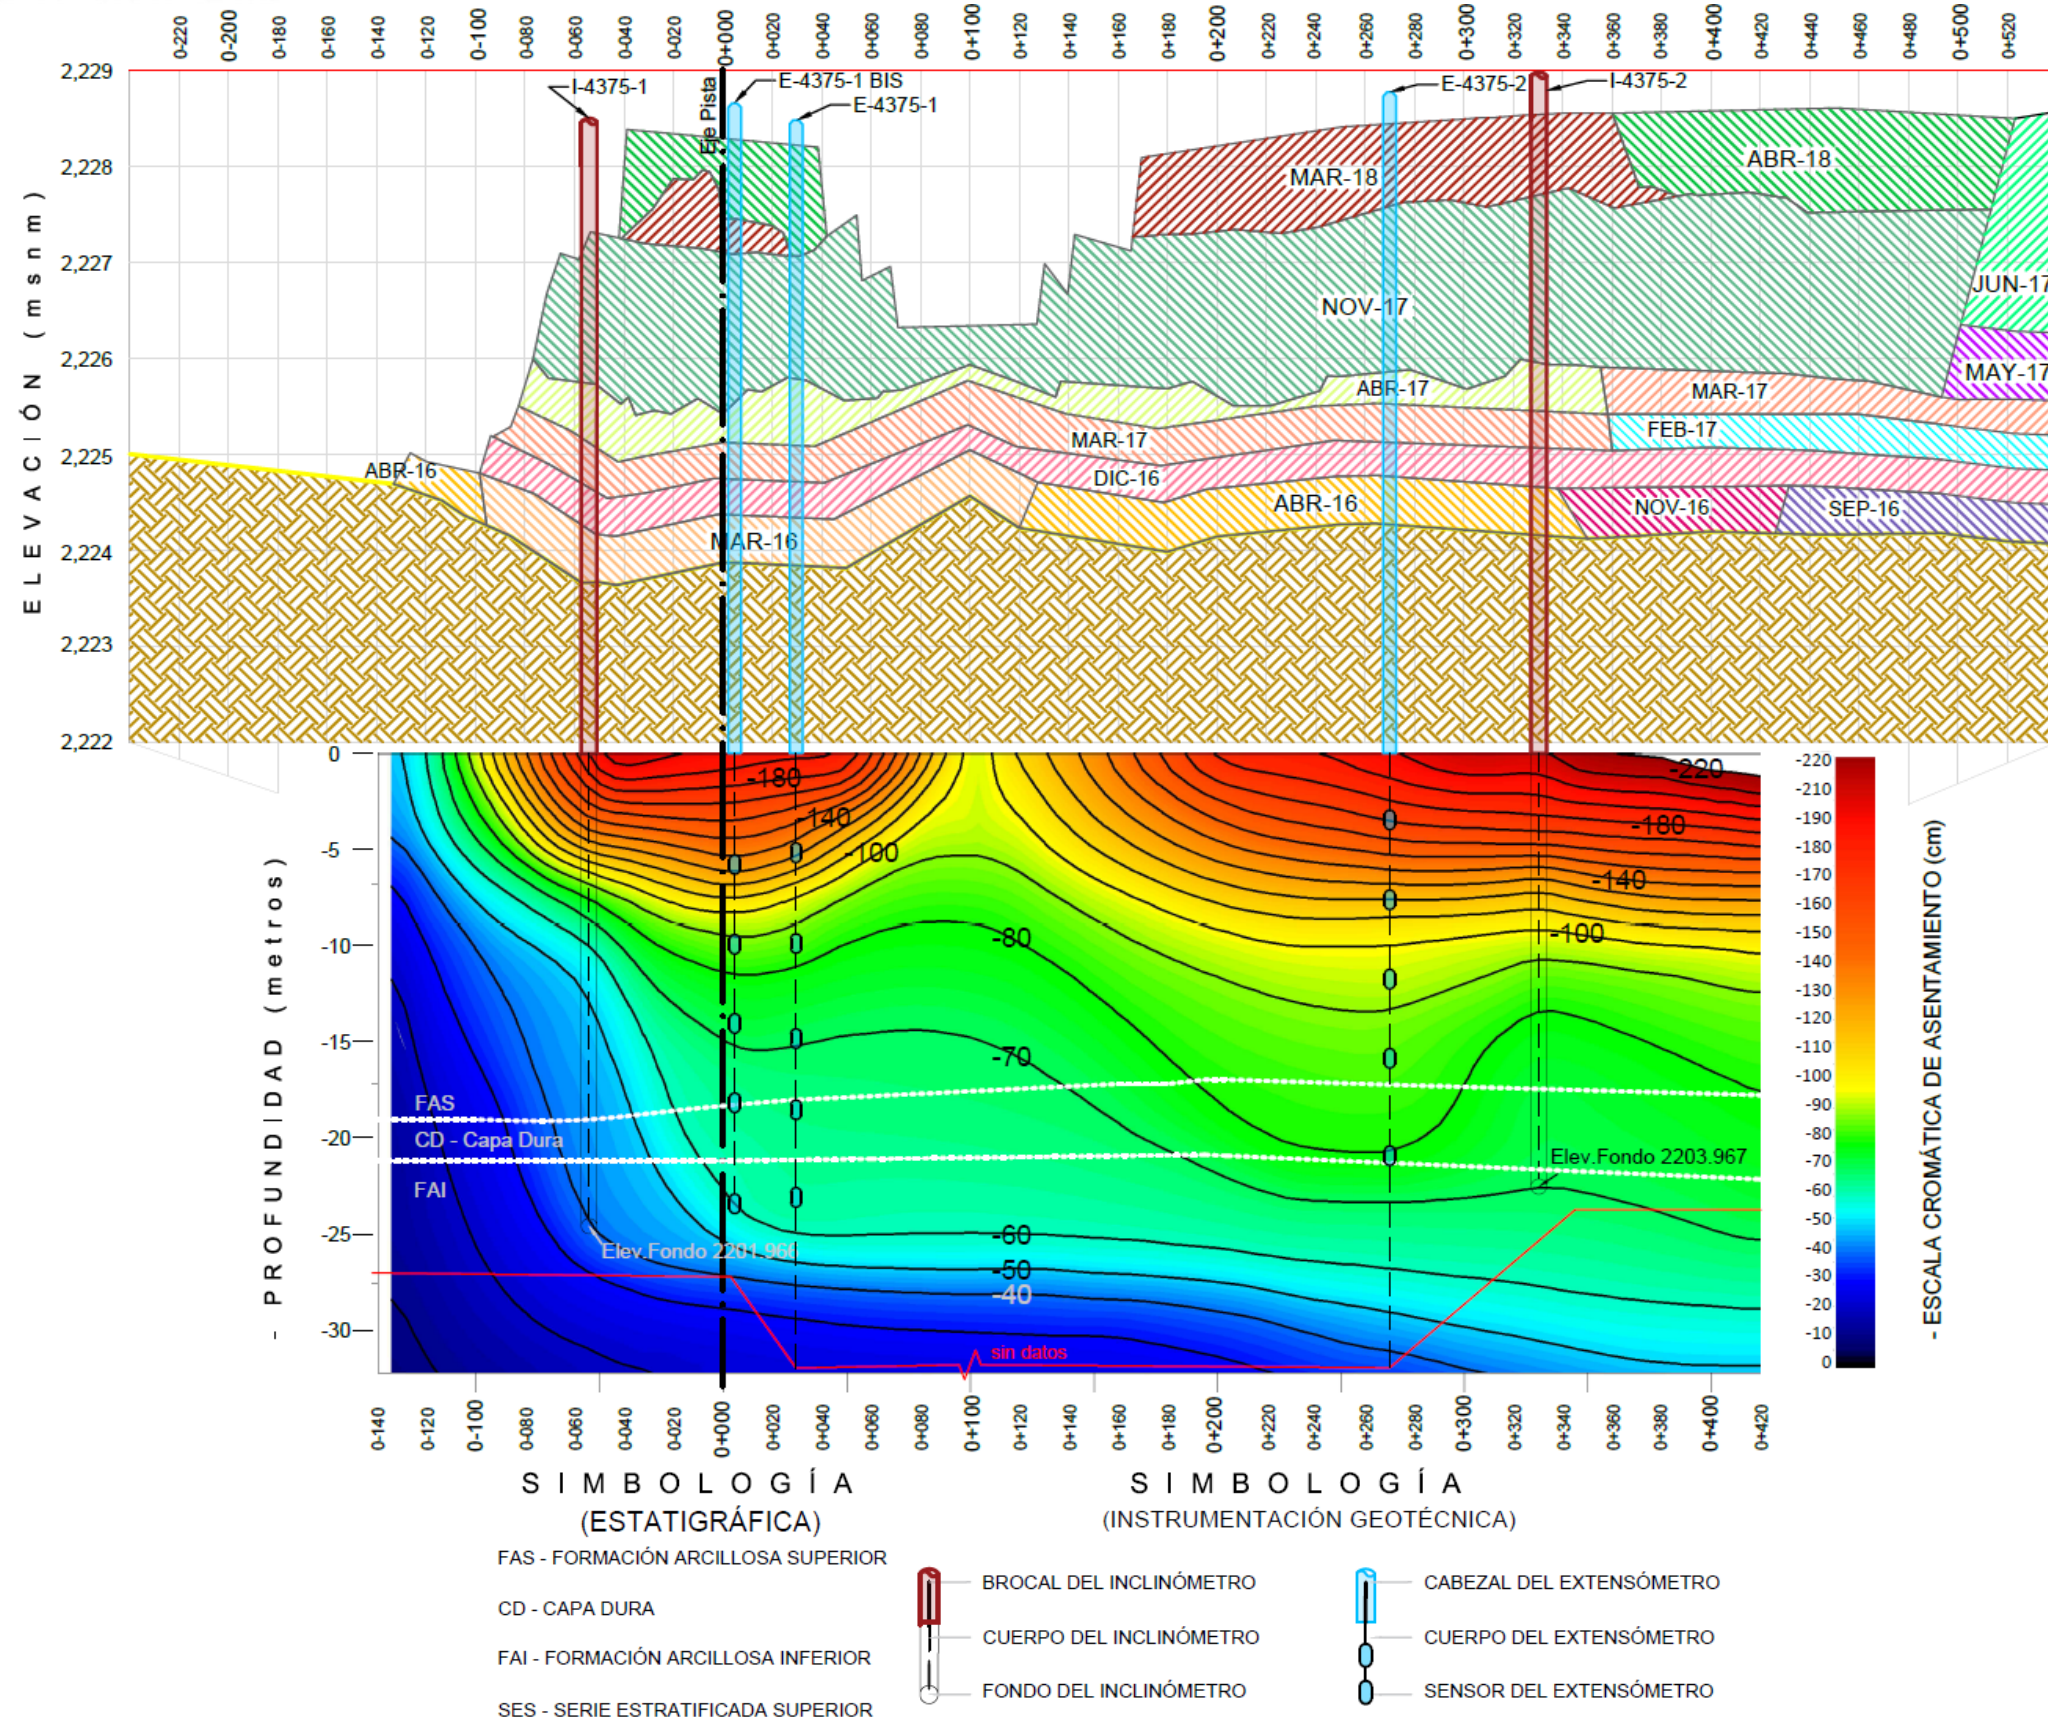 0-220 0-200 0-180 0-160 0-140 0-120 0-100 0-080 0-060 0-040 0-020 0+000 0+020 0+040 0+060 0+080 0+100 0+120 0+140 0+160 0+180 0+200 0+220 0+240 0+260 0+280 0+300 0+320 0+340 0+360 0+380 0+400 0+420 0+440 0+460 0+480 0+500 0+520
ELEVACIÓN (msnm)
2,229
2,228
2,227
2,226
2,225
2,224
2,223
2,222
I-4375-1
Eje Pista
E-4375-1 BIS
E-4375-1
E-4375-2
I-4375-2
MAR-18
ABR-18
NOV-17
JUN-17
MAY-17
ABR-17
MAR-17
FEB-17
MAR-17
ABR-16
DIC-16
ABR-16
NOV-16
SEP-16
MAR-16
- PROFUNDIDAD (metros)
0
-5
-10
-15
-20
-25
-30
-180
-140
-100
-220
-180
-140
-100
-80
-70
-60
-50
-40
FAS
CD - Capa Dura
FAI
Elev.Fondo 2201.966
Elev.Fondo 2203.967
sin datos
-220
-210
-190
-180
-170
-160
-150
-140
-130
-120
-110
-100
-90
-80
-70
-60
-50
-40
-30
-20
-10
0
- ESCALA CROMÁTICA DE ASENTAMIENTO (cm)
0-140 0-120 0-100 0-080 0-060 0-040 0-020 0+000 0+020 0+040 0+060 0+080 0+100 0+120 0+140 0+160 0+180 0+200 0+220 0+240 0+260 0+280 0+300 0+320 0+340 0+360 0+380 0+400 0+420
SIMBOLOGÍA
(ESTATIGRÁFICA)
FAS - FORMACIÓN ARCILLOSA SUPERIOR
CD - CAPA DURA
FAI - FORMACIÓN ARCILLOSA INFERIOR
SES - SERIE ESTRATIFICADA SUPERIOR
SIMBOLOGÍA
(INSTRUMENTACIÓN GEOTÉCNICA)
BROCAL DEL INCLINÓMETRO
CUERPO DEL INCLINÓMETRO
FONDO DEL INCLINÓMETRO
CABEZAL DEL EXTENSÓMETRO
CUERPO DEL EXTENSÓMETRO
SENSOR DEL EXTENSÓMETRO